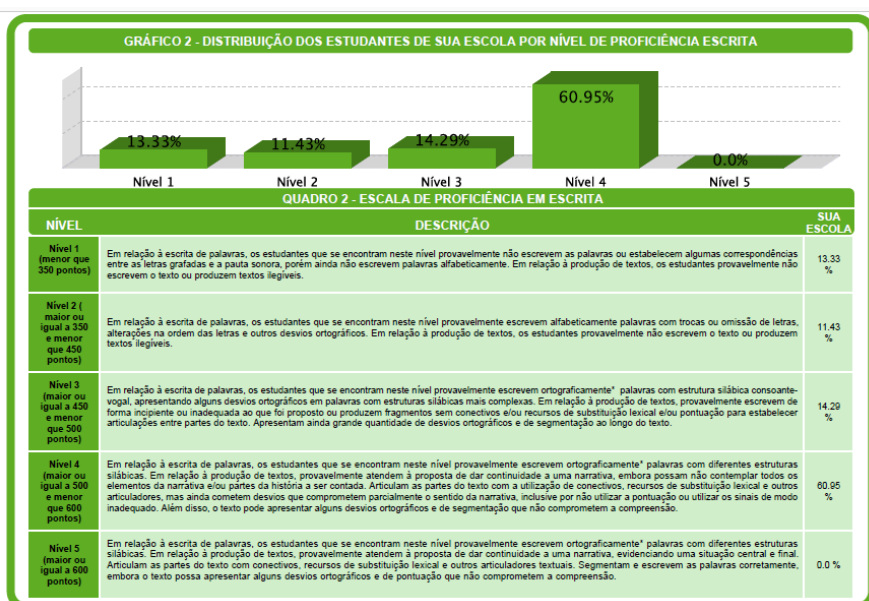 GRÁFICO 2 - DISTRIBUIÇÃO DOS ESTUDANTES DE SUA ESCOLA POR NÍVEL DE PROFICIÊNCIA ESCRITA
13.33%
11.43%
14.29%
60.95%
0.0%
Nível 1
Nível 2
Nível 3
Nível 4
Nível 5
QUADRO 2 - ESCALA DE PROFICIÊNCIA EM ESCRITA
NÍVEL
DESCRIÇÃO
SUA
ESCOLA
Nível 1
(menor que
350 pontos)
Em relação à escrita de palavras, os estudantes que se encontram neste nível provavelmente não escrevem as palavras ou estabelecem algumas correspondências
entre as letras grafadas e a pauta sonora, porém ainda não escrevem palavras alfabeticamente. Em relação à produção de textos, os estudantes provavelmente não
escrevem o texto ou produzem textos ilegíveis.
13.33
%
Nível 2 (
maior ou
igual a 350
e menor
que 450
pontos)
Em relação à escrita de palavras, os estudantes que se encontram neste nível provavelmente escrevem alfabeticamente palavras com trocas ou omissão de letras,
alterações na ordem das letras e outros desvios ortográficos. Em relação à produção de textos, os estudantes provavelmente não escrevem o texto ou produzem
textos ilegíveis.
11.43
%
Nível 3
(maior ou
igual a 450
e menor
que 500
pontos)
Em relação à escrita de palavras, os estudantes que se encontram neste nível provavelmente escrevem ortograficamente* palavras com estrutura silábica consoante-
vogal, apresentando alguns desvios ortográficos em palavras com estruturas silábicas mais complexas. Em relação à produção de textos, provavelmente escrevem de
forma incipiente ou inadequada ao que foi proposto ou produzem fragmentos sem conectivos e/ou recursos de substituição lexical e/ou pontuação para estabelecer
articulações entre partes do texto. Apresentam ainda grande quantidade de desvios ortográficos e de segmentação ao longo do texto.
14.29
%
Nível 4
(maior ou
igual a 500
e menor
que 600
pontos)
Em relação à escrita de palavras, os estudantes que se encontram neste nível provavelmente escrevem ortograficamente* palavras com diferentes estruturas
silábicas. Em relação à produção de textos, provavelmente atendem à proposta de dar continuidade a uma narrativa, embora possam não contemplar todos os
elementos da narrativa e/ou partes da história a ser contada. Articulam as partes do texto com a utilização de conectivos, recursos de substituição lexical e outros
articuladores, mas ainda cometem desvios que comprometem parcialmente o sentido da narrativa, inclusive por não utilizar a pontuação ou utilizar os sinais de modo
inadequado. Além disso, o texto pode apresentar alguns desvios ortográficos e de segmentação que não comprometem a compreensão.
60.95
%
Nível 5
(maior ou
igual a 600
pontos)
Em relação à escrita de palavras, os estudantes que se encontram neste nível provavelmente escrevem ortograficamente* palavras com diferentes estruturas
silábicas. Em relação à produção de textos, provavelmente atendem à proposta de dar continuidade a uma narrativa, evidenciando uma situação central e final.
Articulam as partes do texto com conectivos, recursos de substituição lexical e outros articuladores textuais. Segmentam e escrevem as palavras corretamente,
embora o texto possa apresentar alguns desvios ortográficos e de pontuação que não comprometem a compreensão.
0.0 %